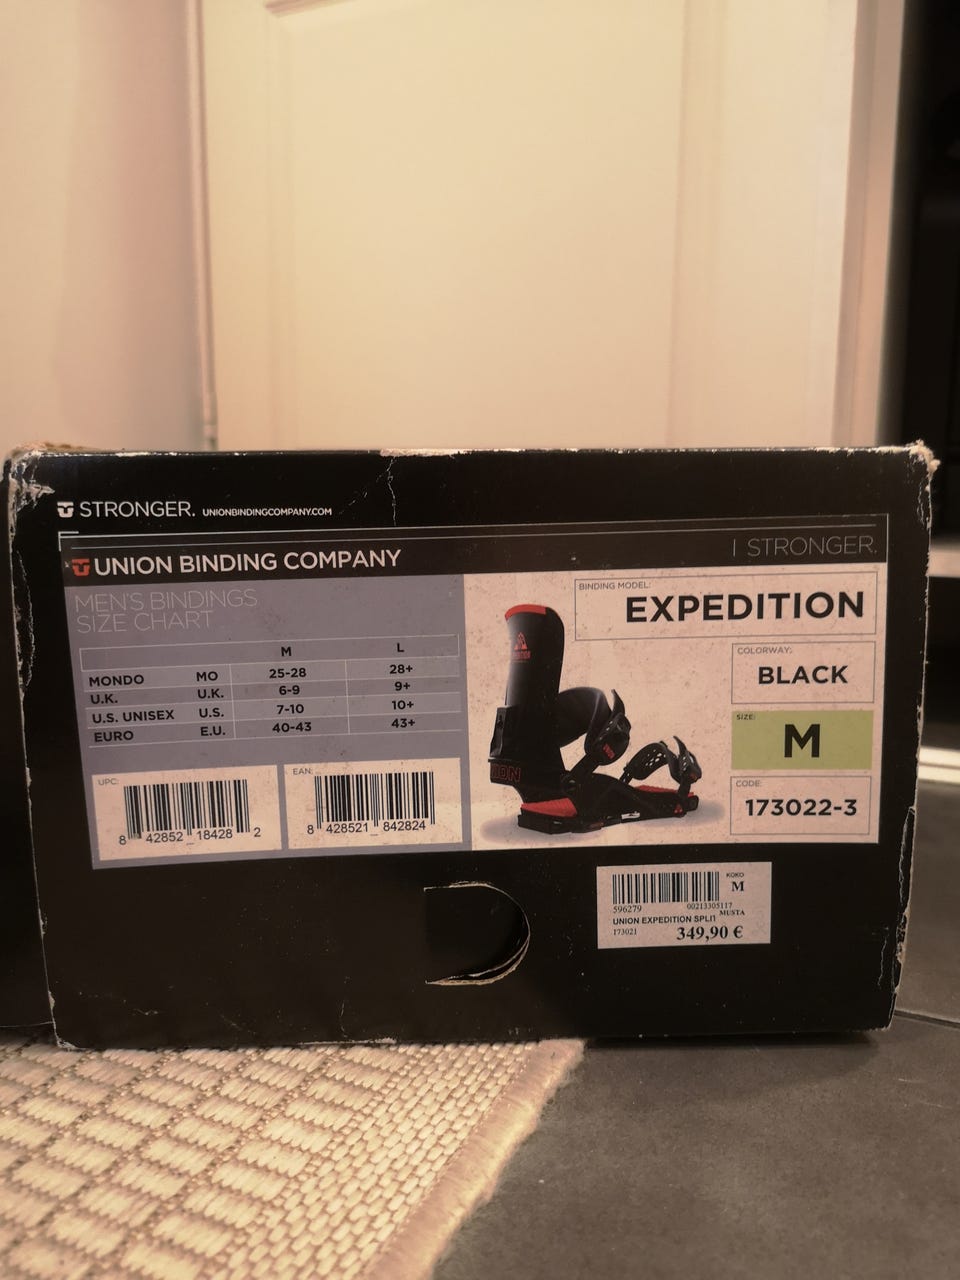 STRONGER. UNIONBINDINGCOMPANY.COM
UNION BINDING COMPANY
| STRONGER.
MEN'S BINDINGS
SIZE CHART
M L
MONDO MO 25-28 28+
U.K. U.K. 6-9 9+
U.S. UNISEX U.S. 7-10 10+
EURO E.U. 40-43 43+
UPC:
8 42852 18428 2
EAN:
8 428521 842824
BINDING MODEL:
EXPEDITION
COLORWAY:
BLACK
SIZE:
M
CODE:
173022-3
KOKO
M
596279 00213305117
MUSTA
UNION EXPEDITION SPLIT
173021 349,90 €